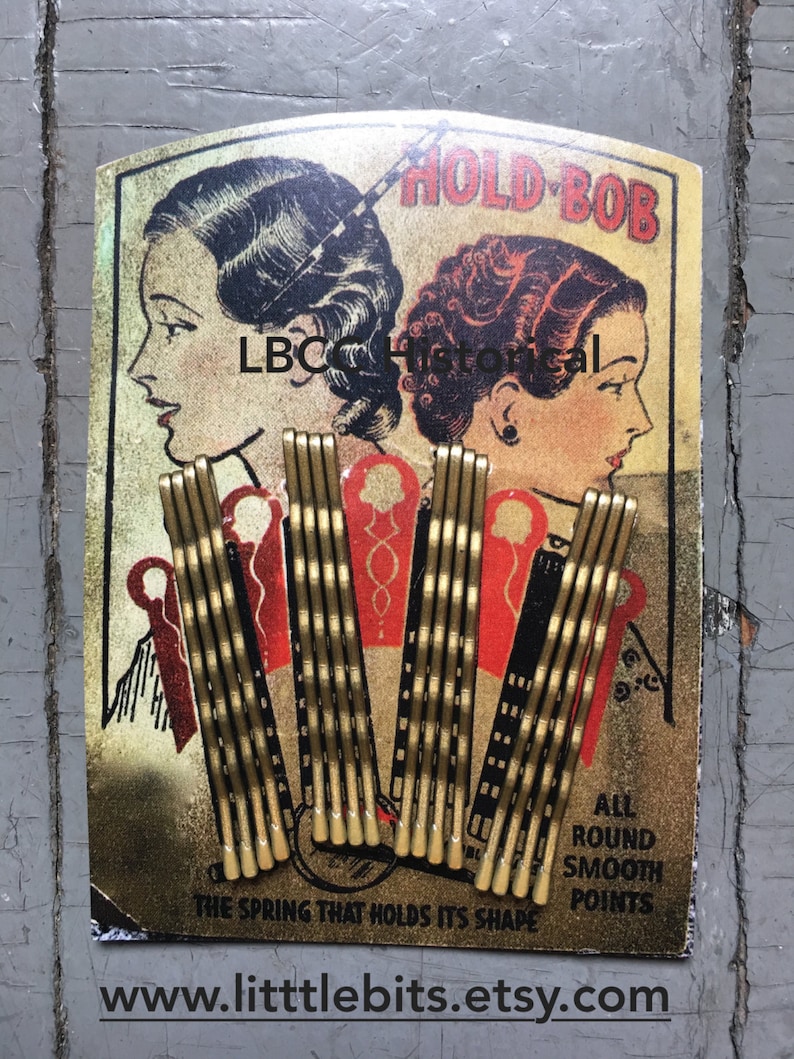 HOLD-BOB
LBCC Historical
ALL
ROUND
SMOOTH
POINTS
THE SPRING THAT HOLDS ITS SHAPE
www.litttlebits.etsy.com